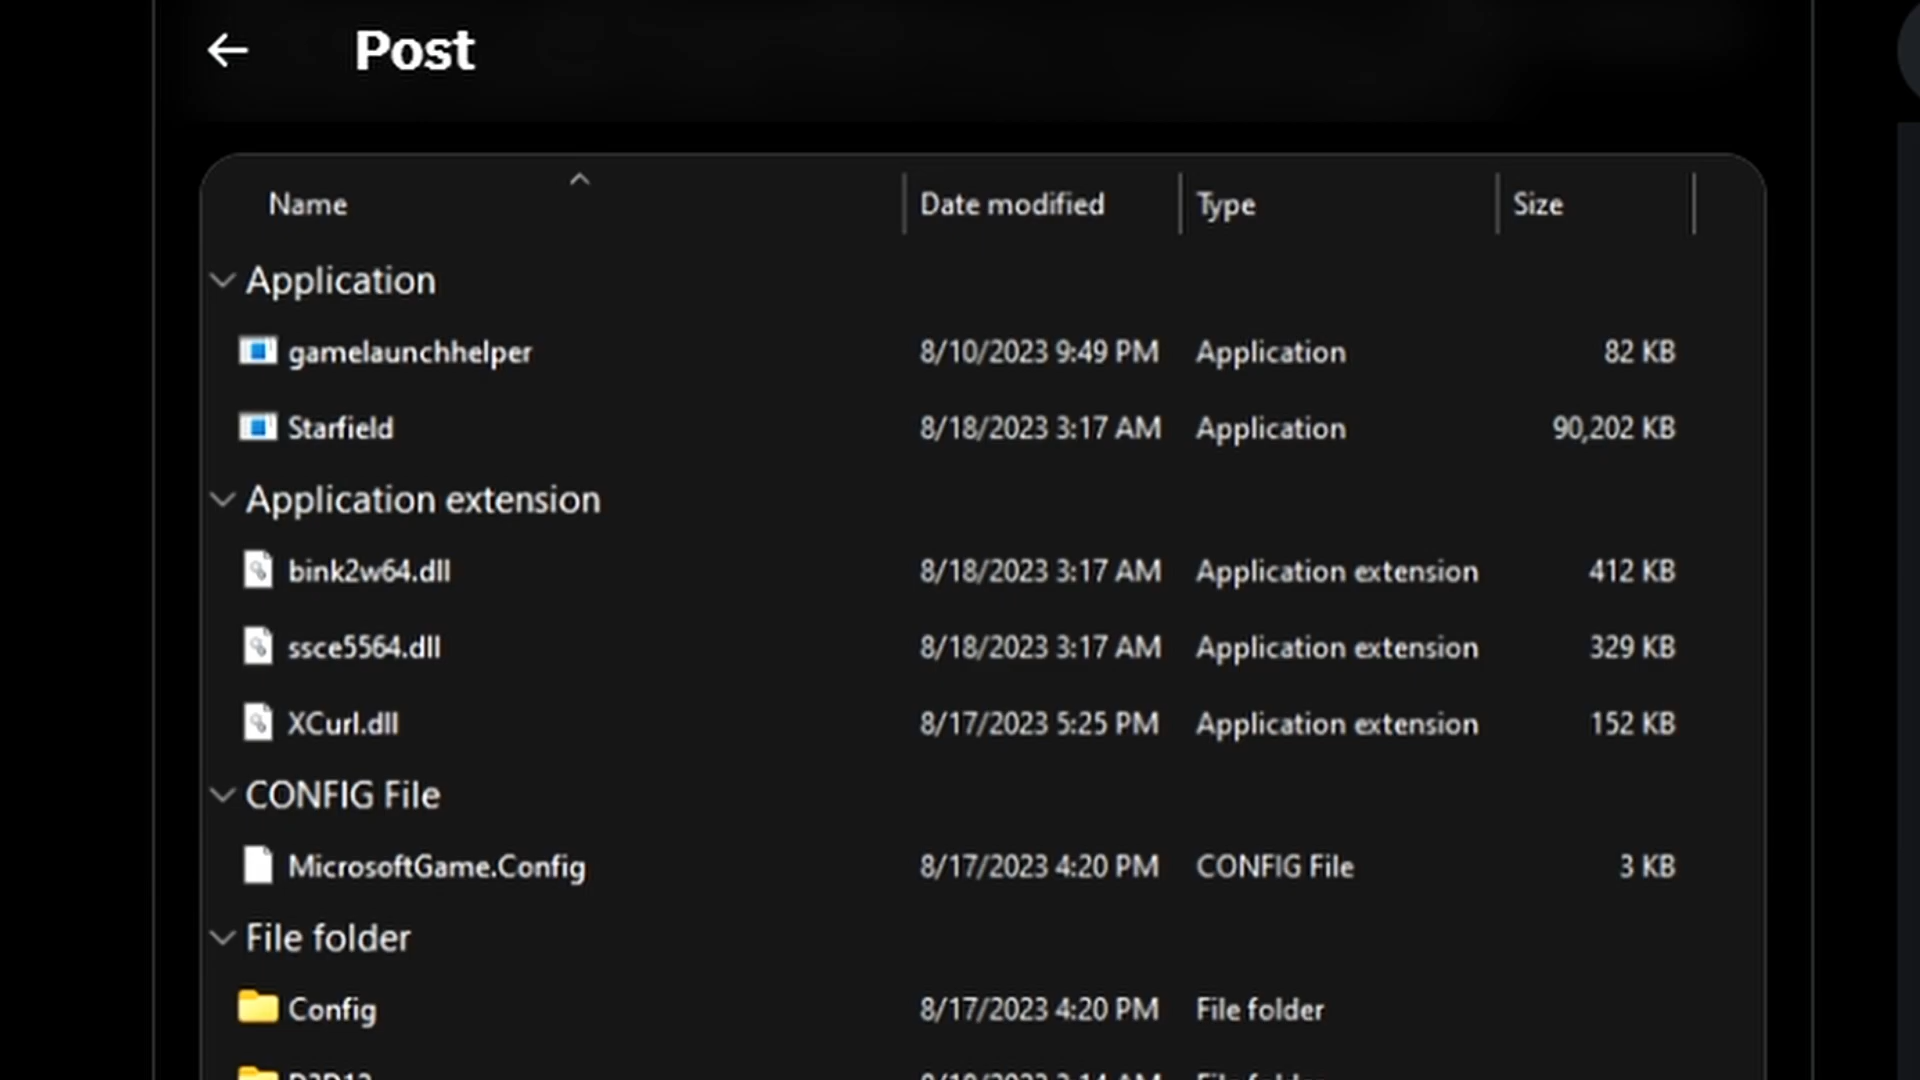 Post
Name Date modified Type Size
Application
gamelaunchhelper 8/10/2023 9:49 PM Application 82 KB
Starfield 8/18/2023 3:17 AM Application 90,202 KB
Application extension
bink2w64.dll 8/18/2023 3:17 AM Application extension 412 KB
ssce5564.dll 8/18/2023 3:17 AM Application extension 329 KB
XCurl.dll 8/17/2023 5:25 PM Application extension 152 KB
CONFIG File
MicrosoftGame.Config 8/17/2023 4:20 PM CONFIG File 3 KB
File folder
Config 8/17/2023 4:20 PM File folder